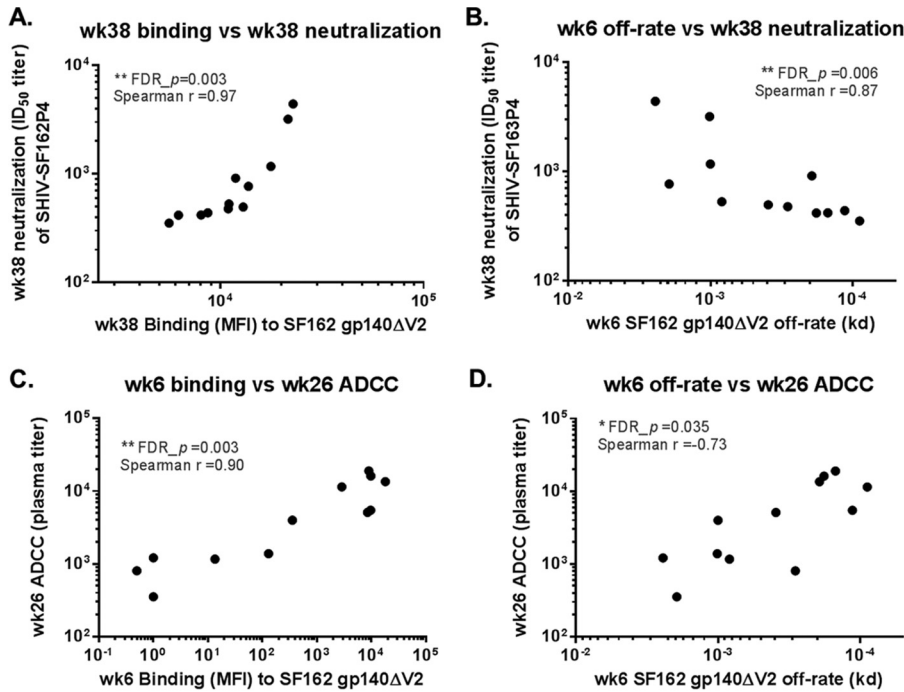 A.
wk38 binding vs wk38 neutralization
wk38 neutralization (ID50 titer)
of SHIV-SF162P4
10^4
10^3
10^2
** FDR_p=0.003
Spearman r =0.97
10^4
10^5
wk38 Binding (MFI) to SF162 gp140ΔV2
B.
wk6 off-rate vs wk38 neutralization
wk38 neutralization (ID50 titer)
of SHIV-SF163P4
10^4
10^3
10^2
** FDR_p =0.006
Spearman r =0.87
10^-2
10^-3
10^-4
wk6 SF162 gp140ΔV2 off-rate (kd)
C.
wk6 binding vs wk26 ADCC
wk26 ADCC (plasma titer)
10^5
10^4
10^3
10^2
** FDR_p =0.003
Spearman r =0.90
10^-1
10^0
10^1
10^2
10^3
10^4
10^5
wk6 Binding (MFI) to SF162 gp140ΔV2
D.
wk6 off-rate vs wk26 ADCC
wk26 ADCC (plasma titer)
10^5
10^4
10^3
10^2
* FDR_p =0.035
Spearman r =-0.73
10^-2
10^-3
10^-4
wk6 SF162 gp140ΔV2 off-rate (kd)